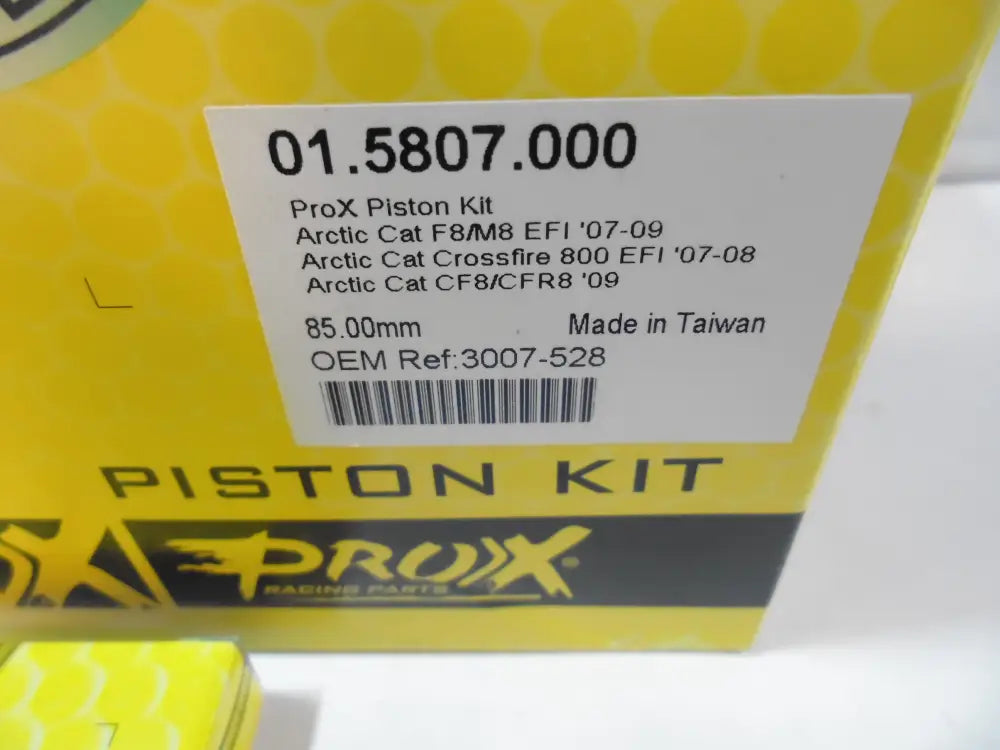 01.5807.000
ProX Piston Kit
Arctic Cat F8/M8 EFI '07-09
Arctic Cat Crossfire 800 EFI '07-08
Arctic Cat CF8/CFR8 '09
85.00mm Made in Taiwan
OEM Ref:3007-528
PISTON KIT
PROX®
RACING PARTS